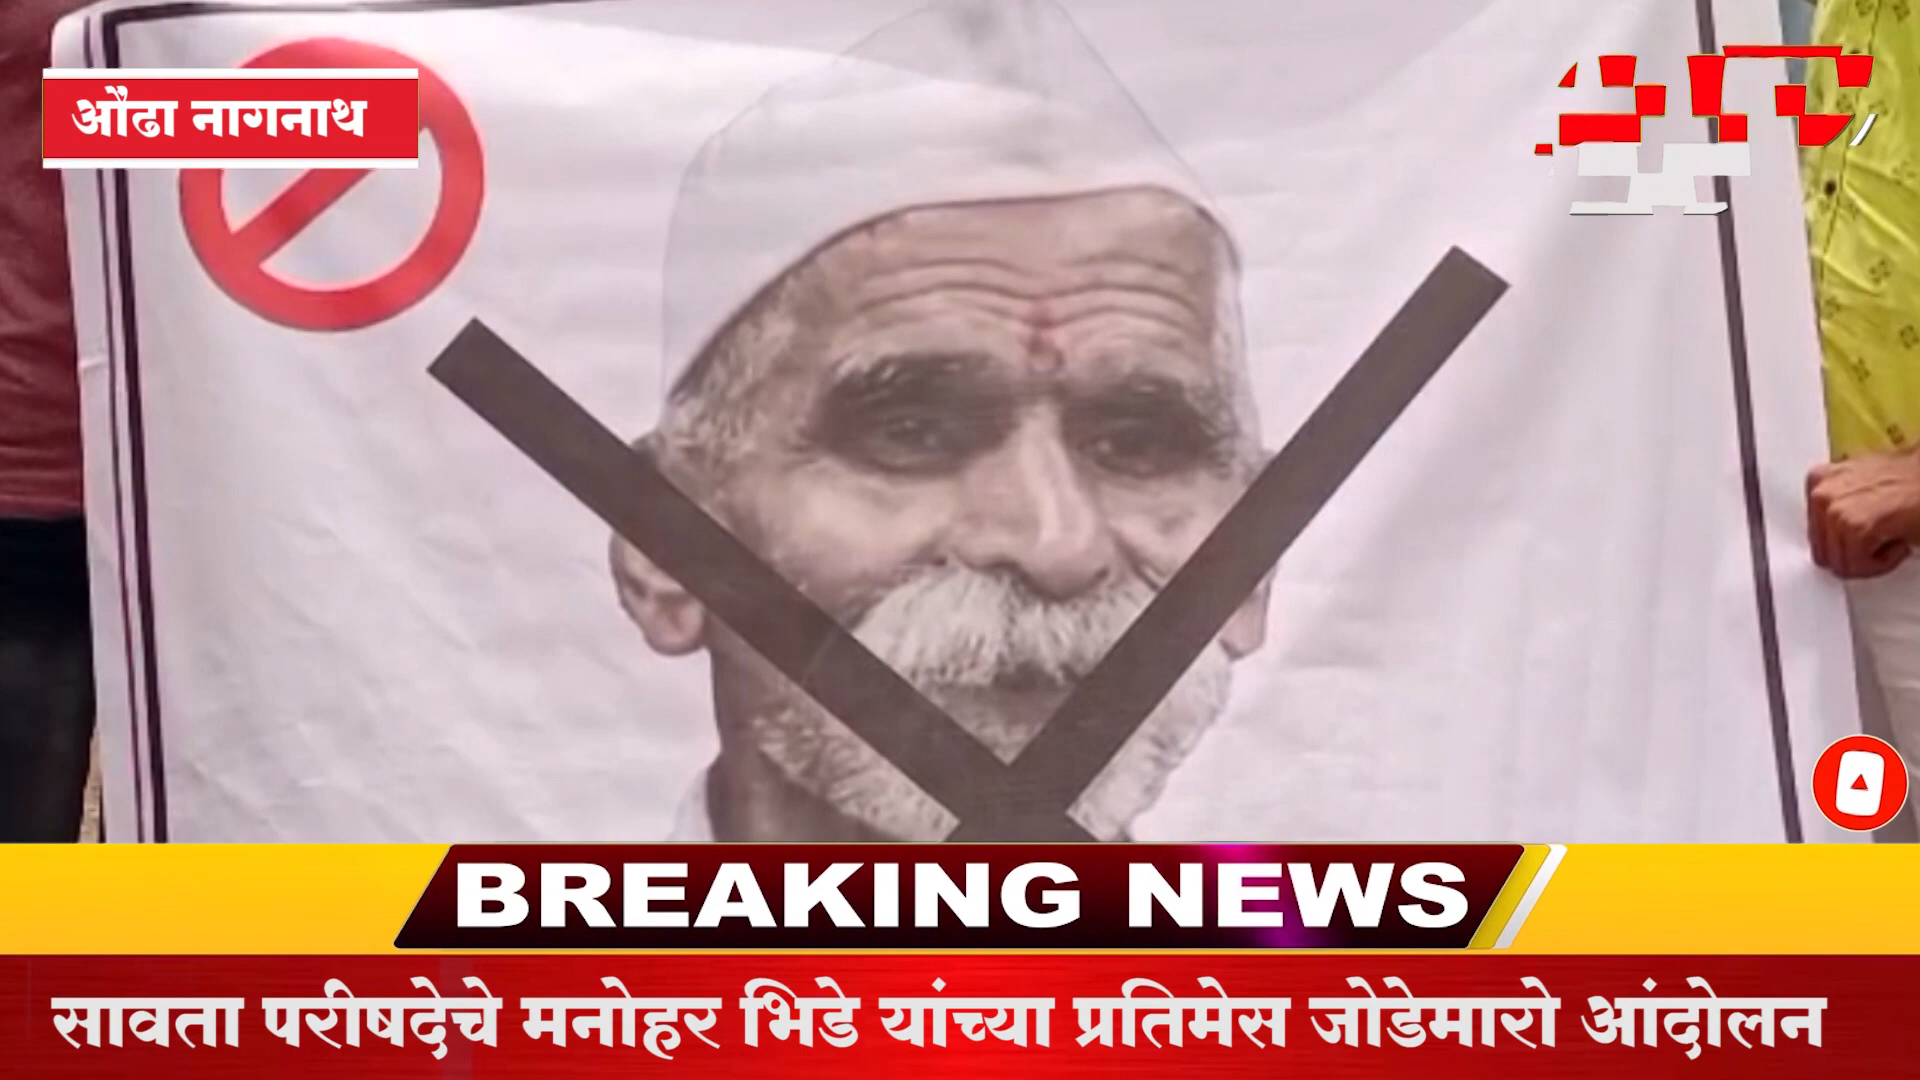 औंढा नागनाथ
BREAKING NEWS
सावता परीषदेचे मनोहर भिडे यांच्या प्रतिमेस जोडेमारो आंदोलन